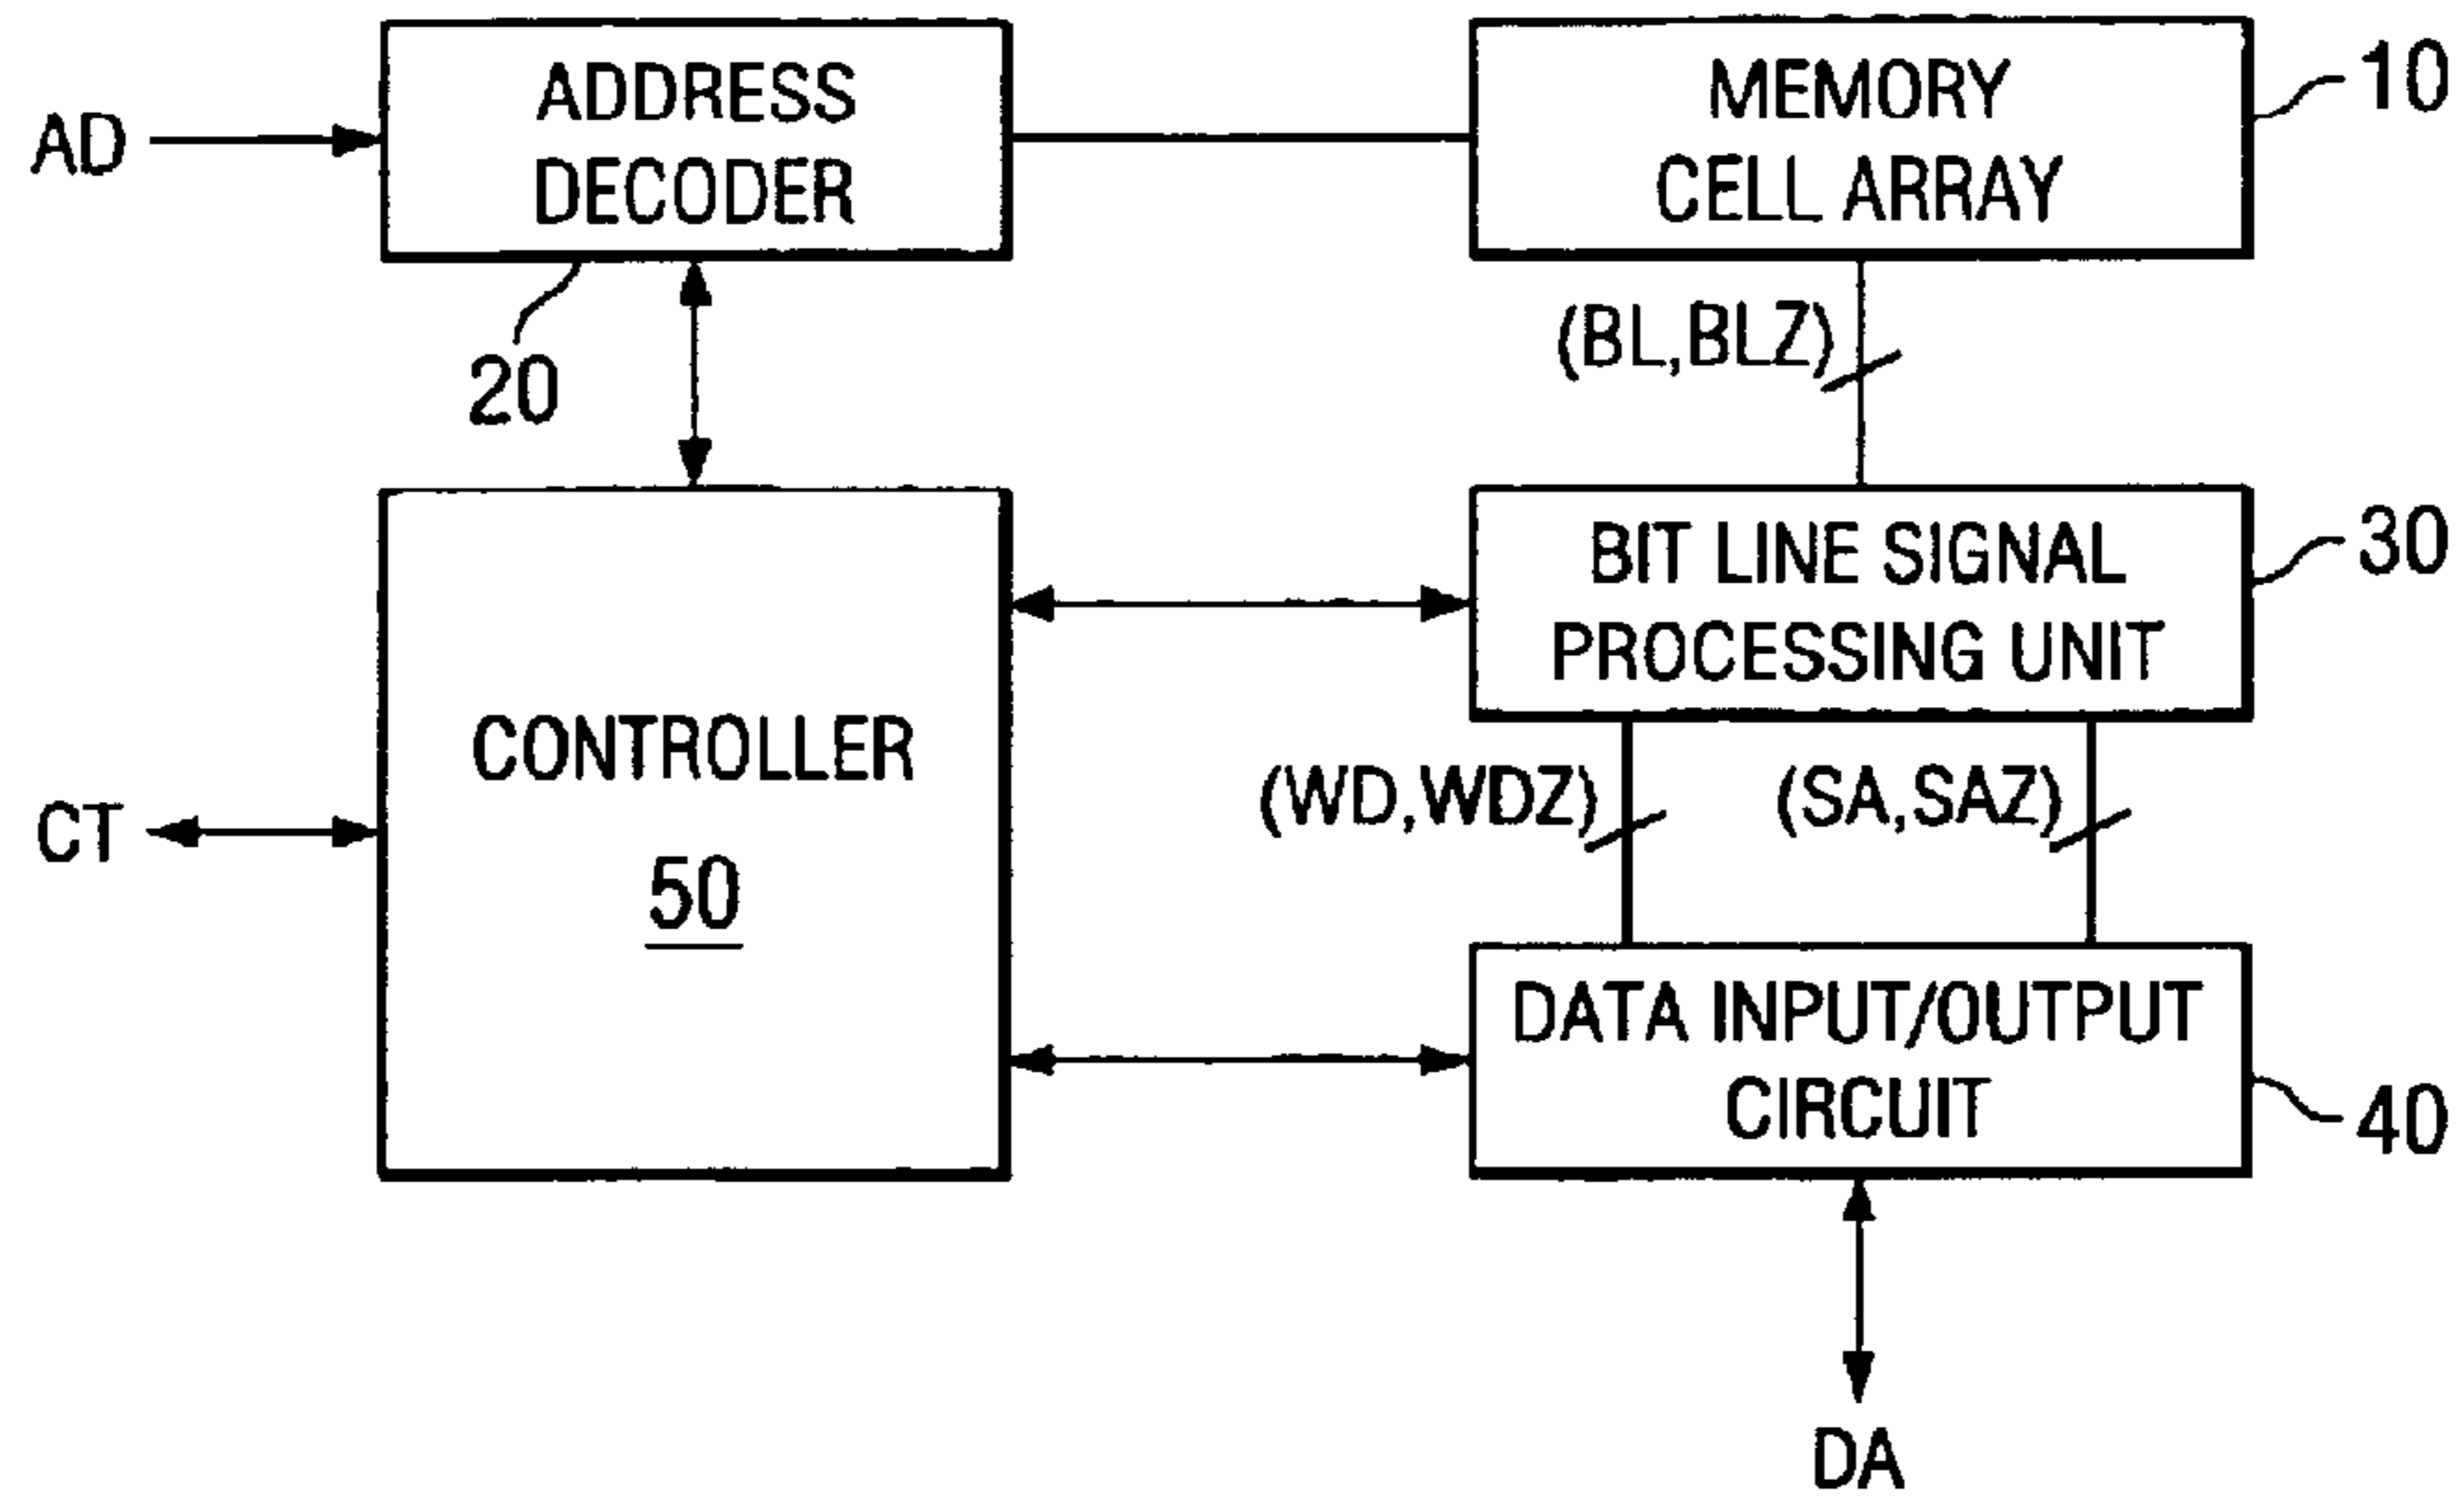 AD
ADDRESS
DECODER
20
MEMORY
CELL ARRAY
10
(BL,BLZ)
BIT LINE SIGNAL
PROCESSING UNIT
30
CONTROLLER
50
CT
(WD,WDZ)
(SA,SAZ)
DATA INPUT/OUTPUT
CIRCUIT
40
DA